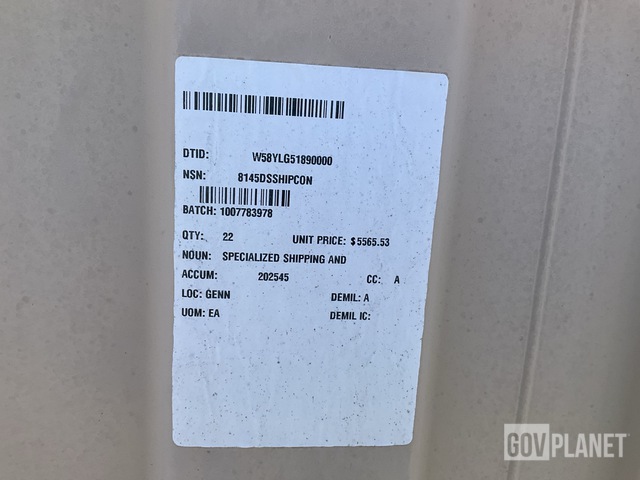 DTID: W58YLG51890000
NSN: 8145DSSHIPCON
BATCH: 1007783978
QTY: 22 UNIT PRICE: $5565.53
NOUN: SPECIALIZED SHIPPING AND
ACCUM: 202545 CC: A
LOC: GENN DEMIL: A
UOM: EA DEMIL IC:
GOVPLANET